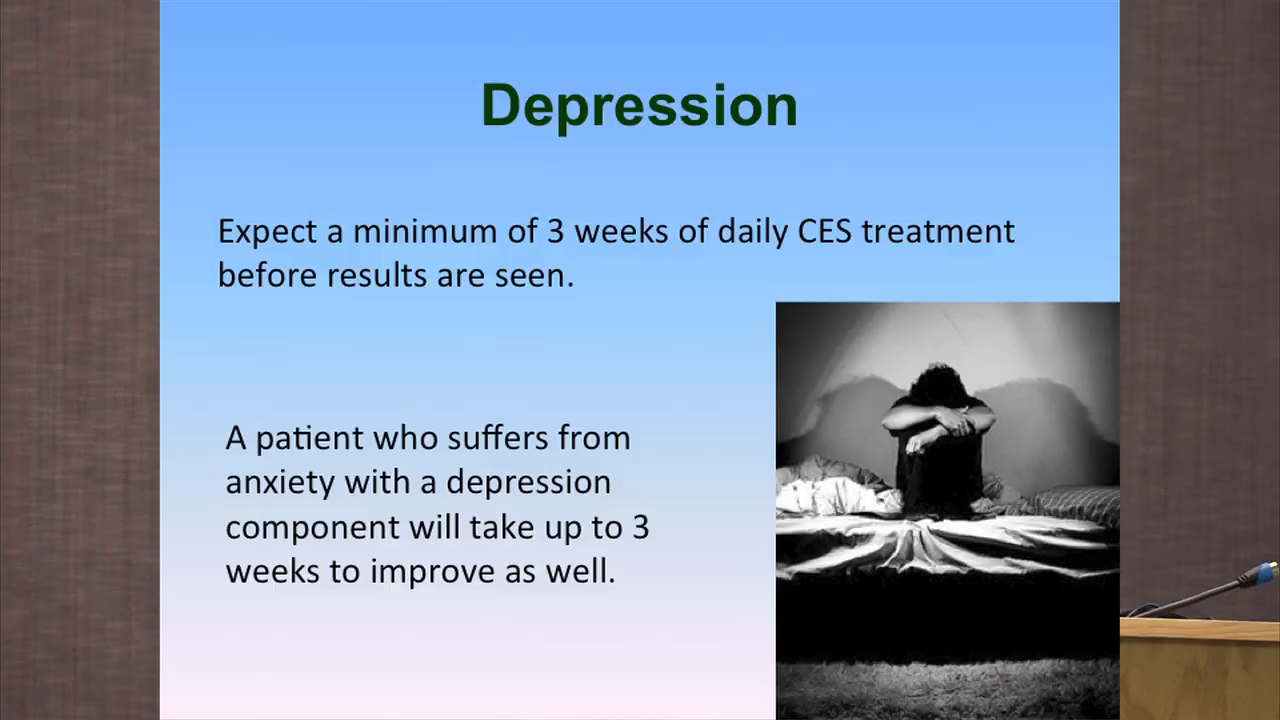 Depression
Expect a minimum of 3 weeks of daily CES treatment
before results are seen.
A patient who suffers from
anxiety with a depression
component will take up to 3
weeks to improve as well.